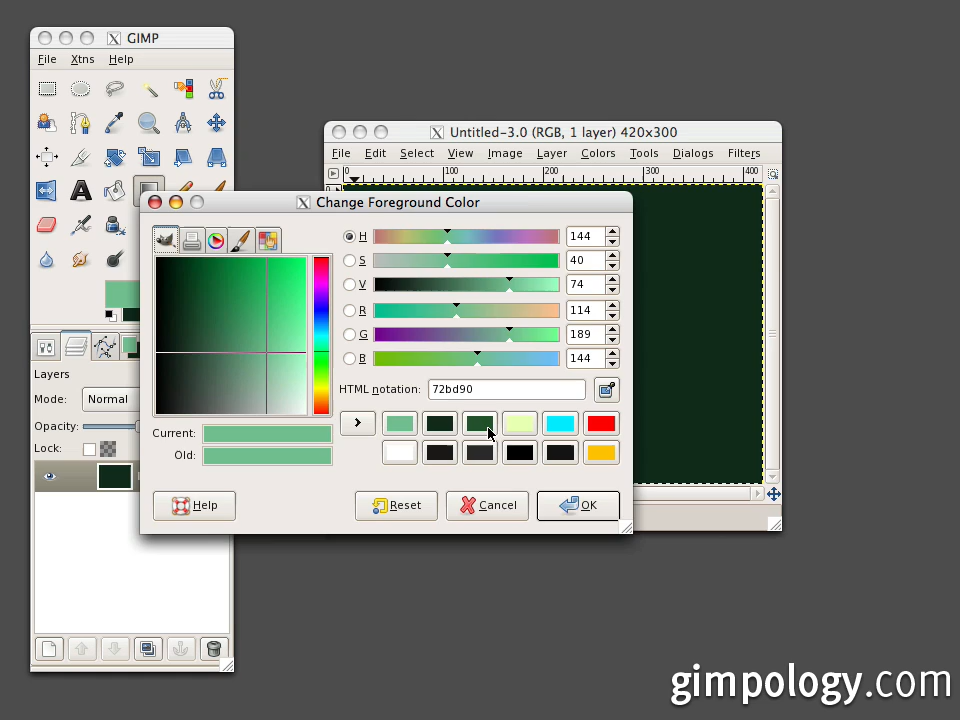 GIMP
File Xtns Help
Untitled-3.0 (RGB, 1 layer) 420x300
File Edit Select View Image Layer Colors Tools Dialogs Filters
0 100 200 300 400
Change Foreground Color
H 144
S 40
V 74
R 114
G 189
B 144
HTML notation: 72bd90
Current:
Old:
Help Reset Cancel OK
Layers
Mode: Normal
Opacity:
Lock:
gimpology.com